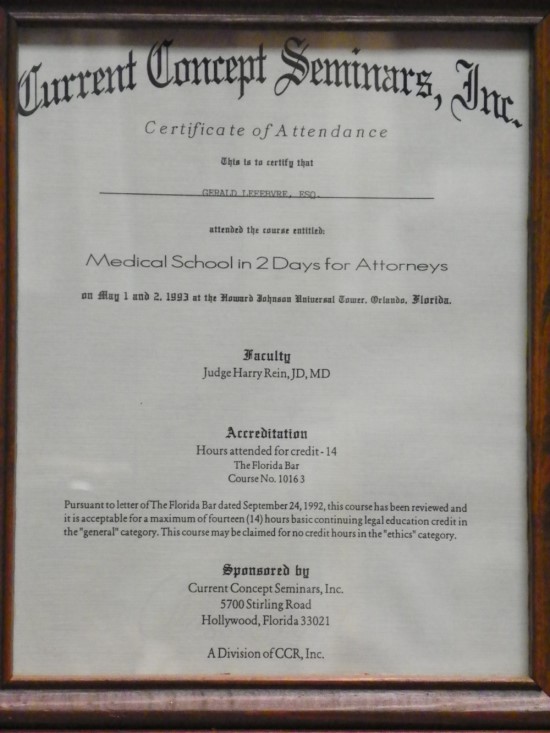 Current Concept Seminars, Inc.
Certificate of Attendance
This is to certify that
GERALD LEFEBVRE, ESQ.
attended the course entitled:
Medical School in 2 Days for Attorneys
on May 1 and 2, 1993 at the Howard Johnson Universal Tower, Orlando, Florida.
Faculty
Judge Harry Rein, JD, MD
Accreditation
Hours attended for credit - 14
The Florida Bar
Course No. 1016 3
Pursuant to letter of The Florida Bar dated September 24, 1992, this course has been reviewed and
it is acceptable for a maximum of fourteen (14) hours basic continuing legal education credit in
the "general" category. This course may be claimed for no credit hours in the "ethics" category.
Sponsored by
Current Concept Seminars, Inc.
5700 Stirling Road
Hollywood, Florida 33021
A Division of CCR, Inc.